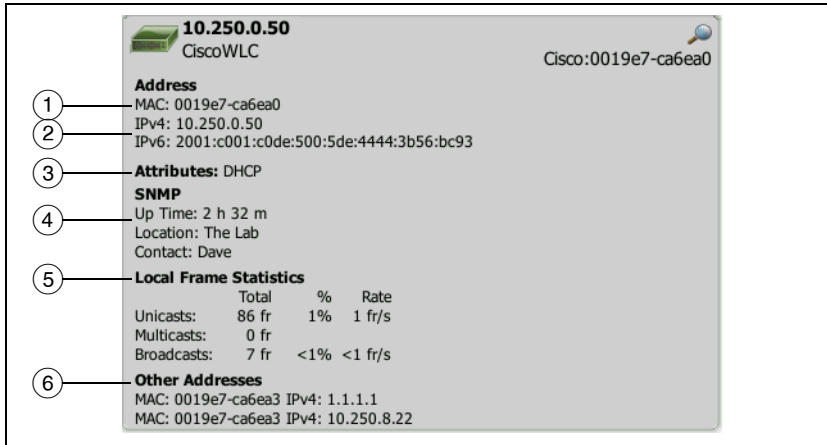 10.250.0.50
CiscoWLC
Cisco:0019e7-ca6ea0
Address
1 MAC: 0019e7-ca6ea0
2 IPv4: 10.250.0.50
IPv6: 2001:c001:c0de:500:5de:4444:3b56:bc93
3 Attributes: DHCP
SNMP
4 Up Time: 2 h 32 m
Location: The Lab
Contact: Dave
5 Local Frame Statistics
Total % Rate
Unicasts: 86 fr 1% 1 fr/s
Multicasts: 0 fr
Broadcasts: 7 fr <1% <1 fr/s
6 Other Addresses
MAC: 0019e7-ca6ea3 IPv4: 1.1.1.1
MAC: 0019e7-ca6ea3 IPv4: 10.250.8.22